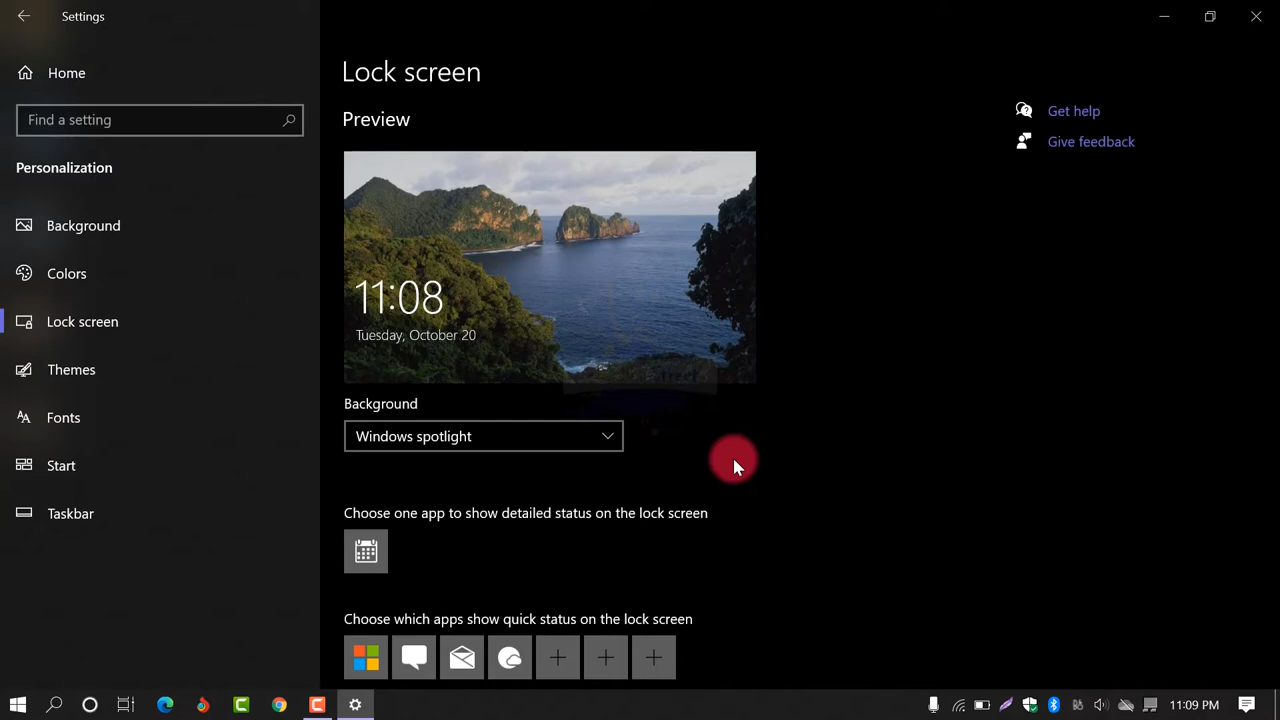 Settings
Home
Find a setting
Personalization
Background
Colors
Lock screen
Themes
Fonts
Start
Taskbar
Lock screen
Preview
11:08
Tuesday, October 20
Background
Windows spotlight
Choose one app to show detailed status on the lock screen
Choose which apps show quick status on the lock screen
Get help
Give feedback
11:09 PM